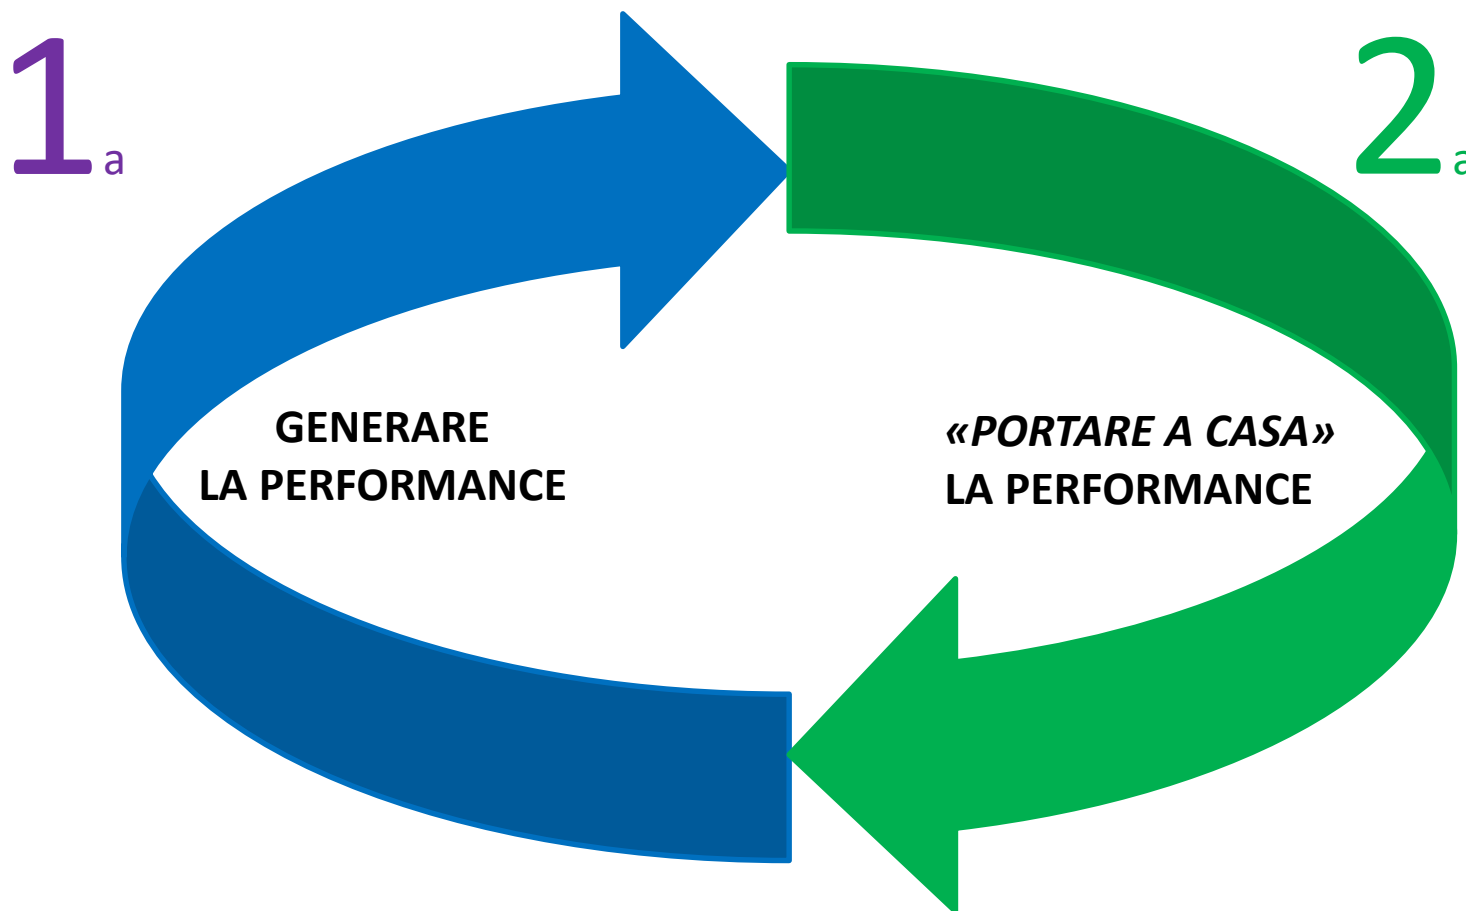 1a
2a
GENERARE
LA PERFORMANCE
«PORTARE A CASA»
LA PERFORMANCE